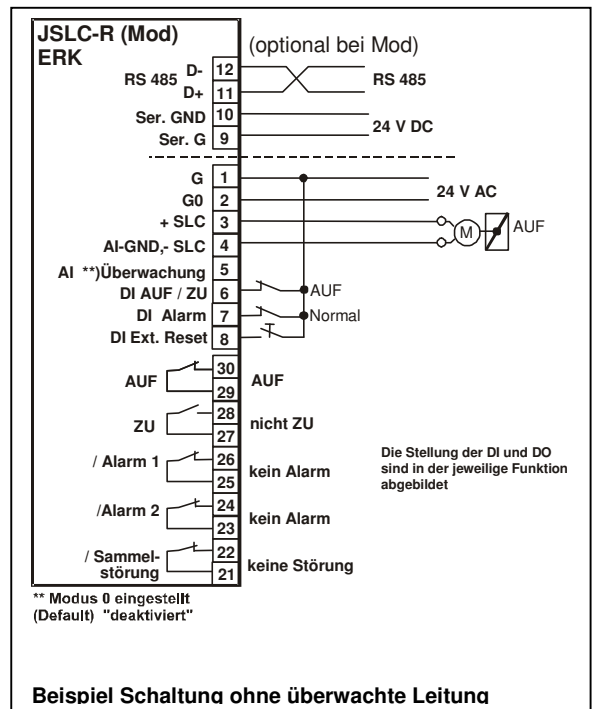 JSLC-R (Mod)
ERK
(optional bei Mod)
RS 485 D- 12 RS 485
D+ 11
Ser. GND 10 24 V DC
Ser. G 9
G 1
G0 2 24 V AC
+ SLC 3 M AUF
AI-GND,- SLC 4
AI **)Überwachung 5
DI AUF / ZU 6 AUF
DI Alarm 7 Normal
DI Ext. Reset 8
AUF 30 AUF
29
ZU 28 nicht ZU
27
/ Alarm 1 26 kein Alarm
25
/Alarm 2 24 kein Alarm
23
/ Sammel- 22 keine Störung
störung 21
Die Stellung der DI und DO
sind in der jeweilige Funktion
abgebildet
** Modus 0 eingestellt
(Default) "deaktiviert"
Beispiel Schaltung ohne überwachte Leitung